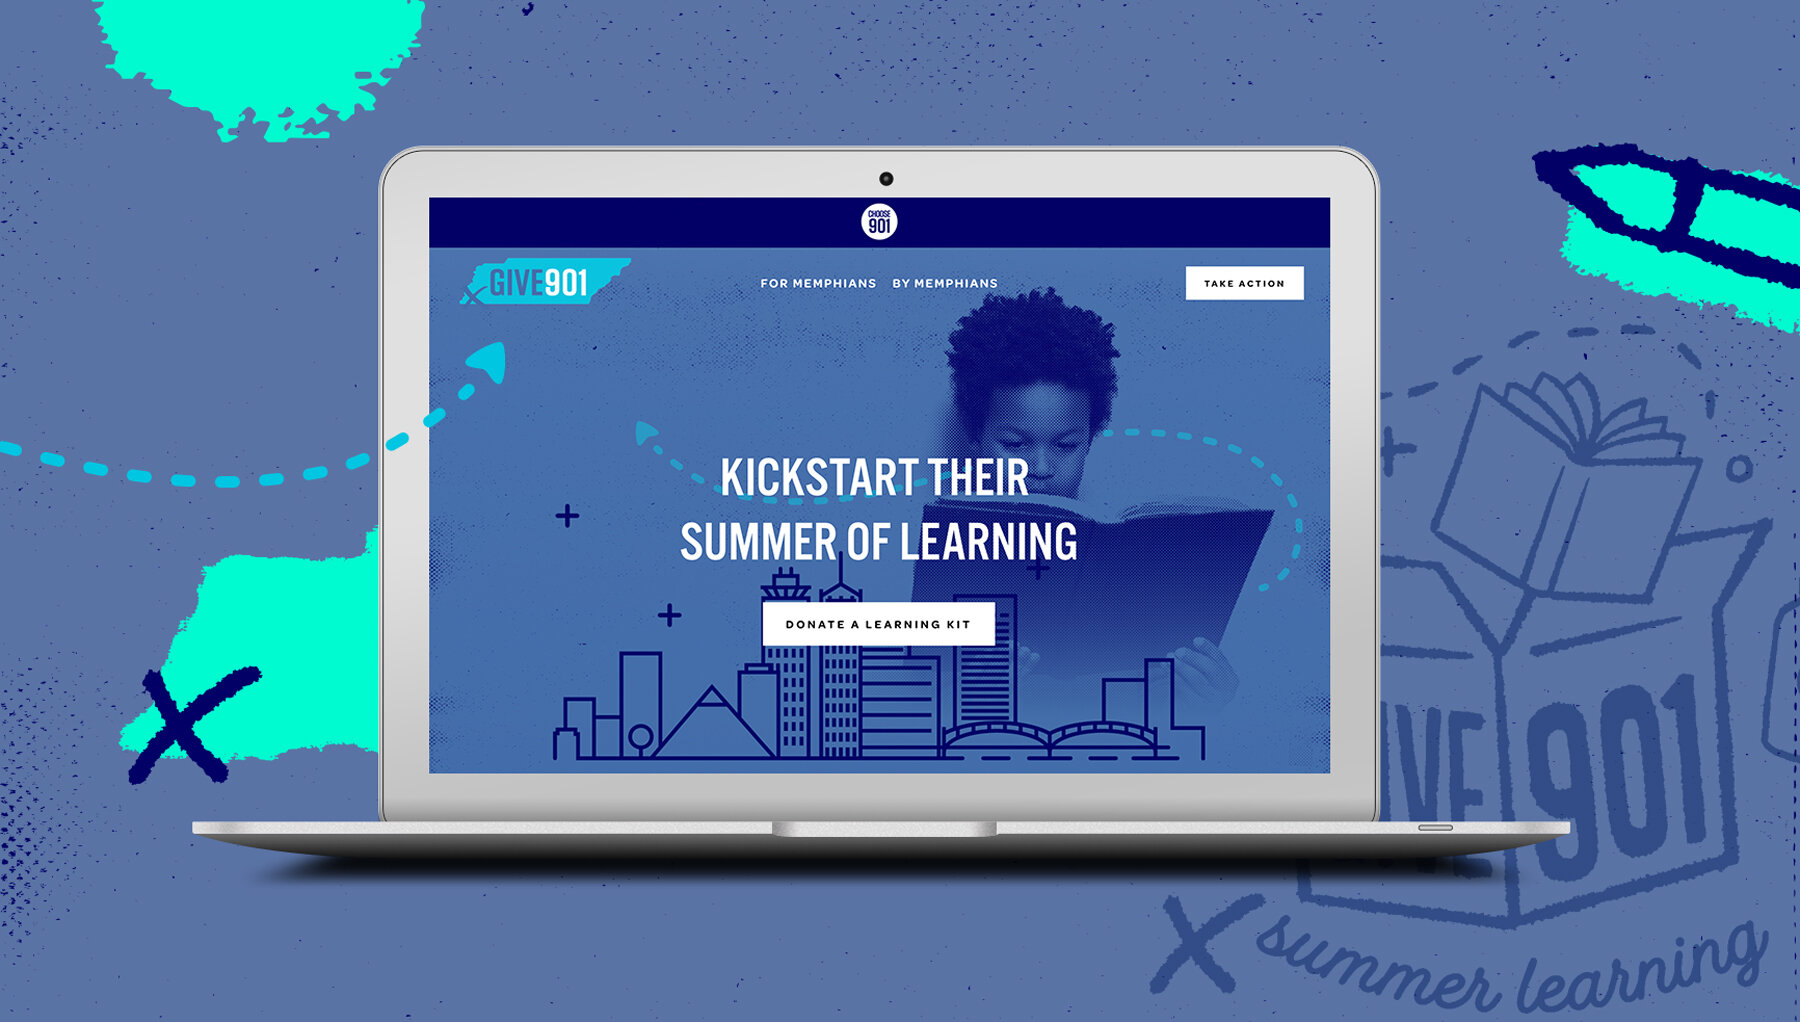 CHOOSE
901
GIVE901
FOR MEMPHIANS BY MEMPHIANS
TAKE ACTION
KICKSTART THEIR
SUMMER OF LEARNING
DONATE A LEARNING KIT
GIVE 901
summer learning